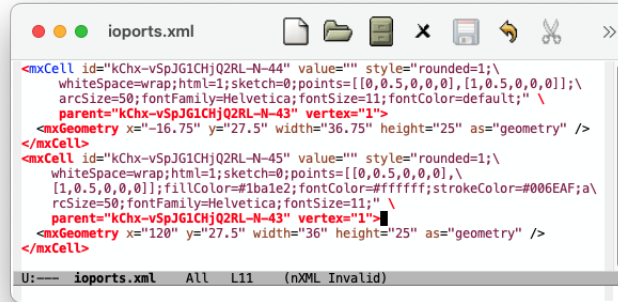 ioports.xml
<mxCell id="kChx-vSpJG1CHjQ2RL-N-44" value="" style="rounded=1;\
whiteSpace=wrap;html=1;sketch=0;points=[[0,0.5,0,0,0],[1,0.5,0,0,0]];\
arcSize=50;fontFamily=Helvetica;fontSize=11;fontColor=default;" \
parent="kChx-vSpJG1CHjQ2RL-N-43" vertex="1">
<mxGeometry x="-16.75" y="27.5" width="36.75" height="25" as="geometry" />
</mxCell>
<mxCell id="kChx-vSpJG1CHjQ2RL-N-45" value="" style="rounded=1;\
whiteSpace=wrap;html=1;sketch=0;points=[[0,0.5,0,0,0],\
[1,0.5,0,0,0]];fillColor=#1ba1e2;fontColor=#ffffff;strokeColor=#006EAF;a\
rcSize=50;fontFamily=Helvetica;fontSize=11;" \
parent="kChx-vSpJG1CHjQ2RL-N-43" vertex="1">
<mxGeometry x="120" y="27.5" width="36" height="25" as="geometry" />
</mxCell>
U:--- ioports.xml All L11 (nXML Invalid)